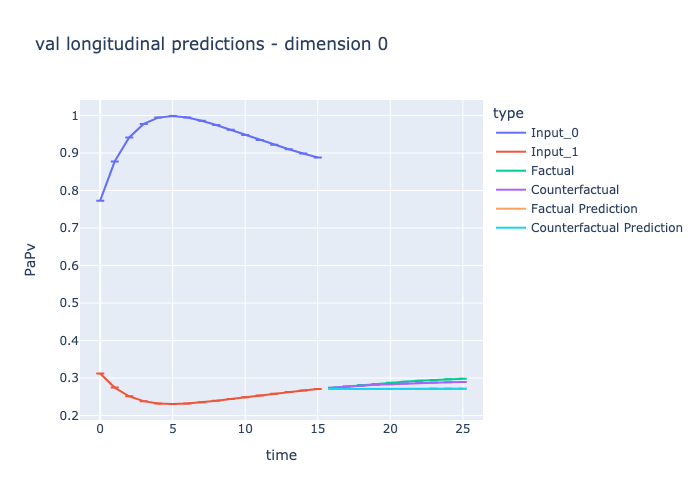 val longitudinal predictions - dimension 0
type
Input_0
Input_1
Factual
Counterfactual
Factual Prediction
Counterfactual Prediction
PaPv
1
0.9
0.8
0.7
0.6
0.5
0.4
0.3
0.2
0 5 10 15 20 25
time